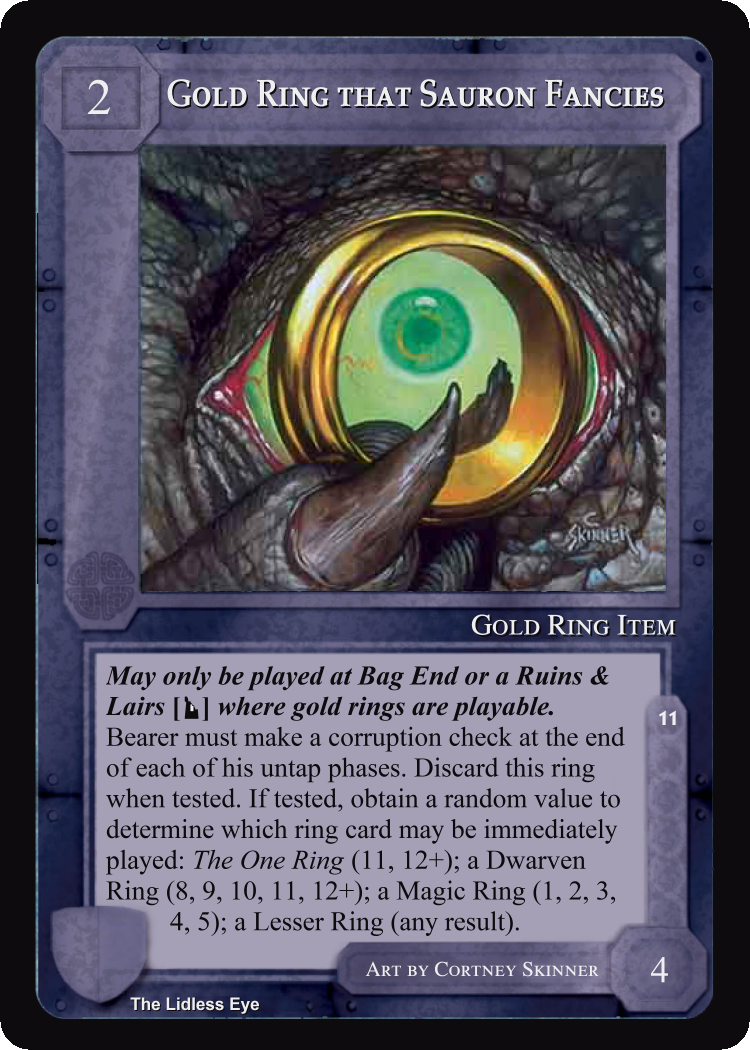 2
Gold Ring that Sauron Fancies
C
SKINNER
Gold Ring Item
May only be played at Bag End or a Ruins &
Lairs [] where gold rings are playable.
Bearer must make a corruption check at the end
of each of his untap phases. Discard this ring
when tested. If tested, obtain a random value to
determine which ring card may be immediately
played: The One Ring (11, 12+); a Dwarven
Ring (8, 9, 10, 11, 12+); a Magic Ring (1, 2, 3,
4, 5); a Lesser Ring (any result).
11
Art by Cortney Skinner
4
The Lidless Eye